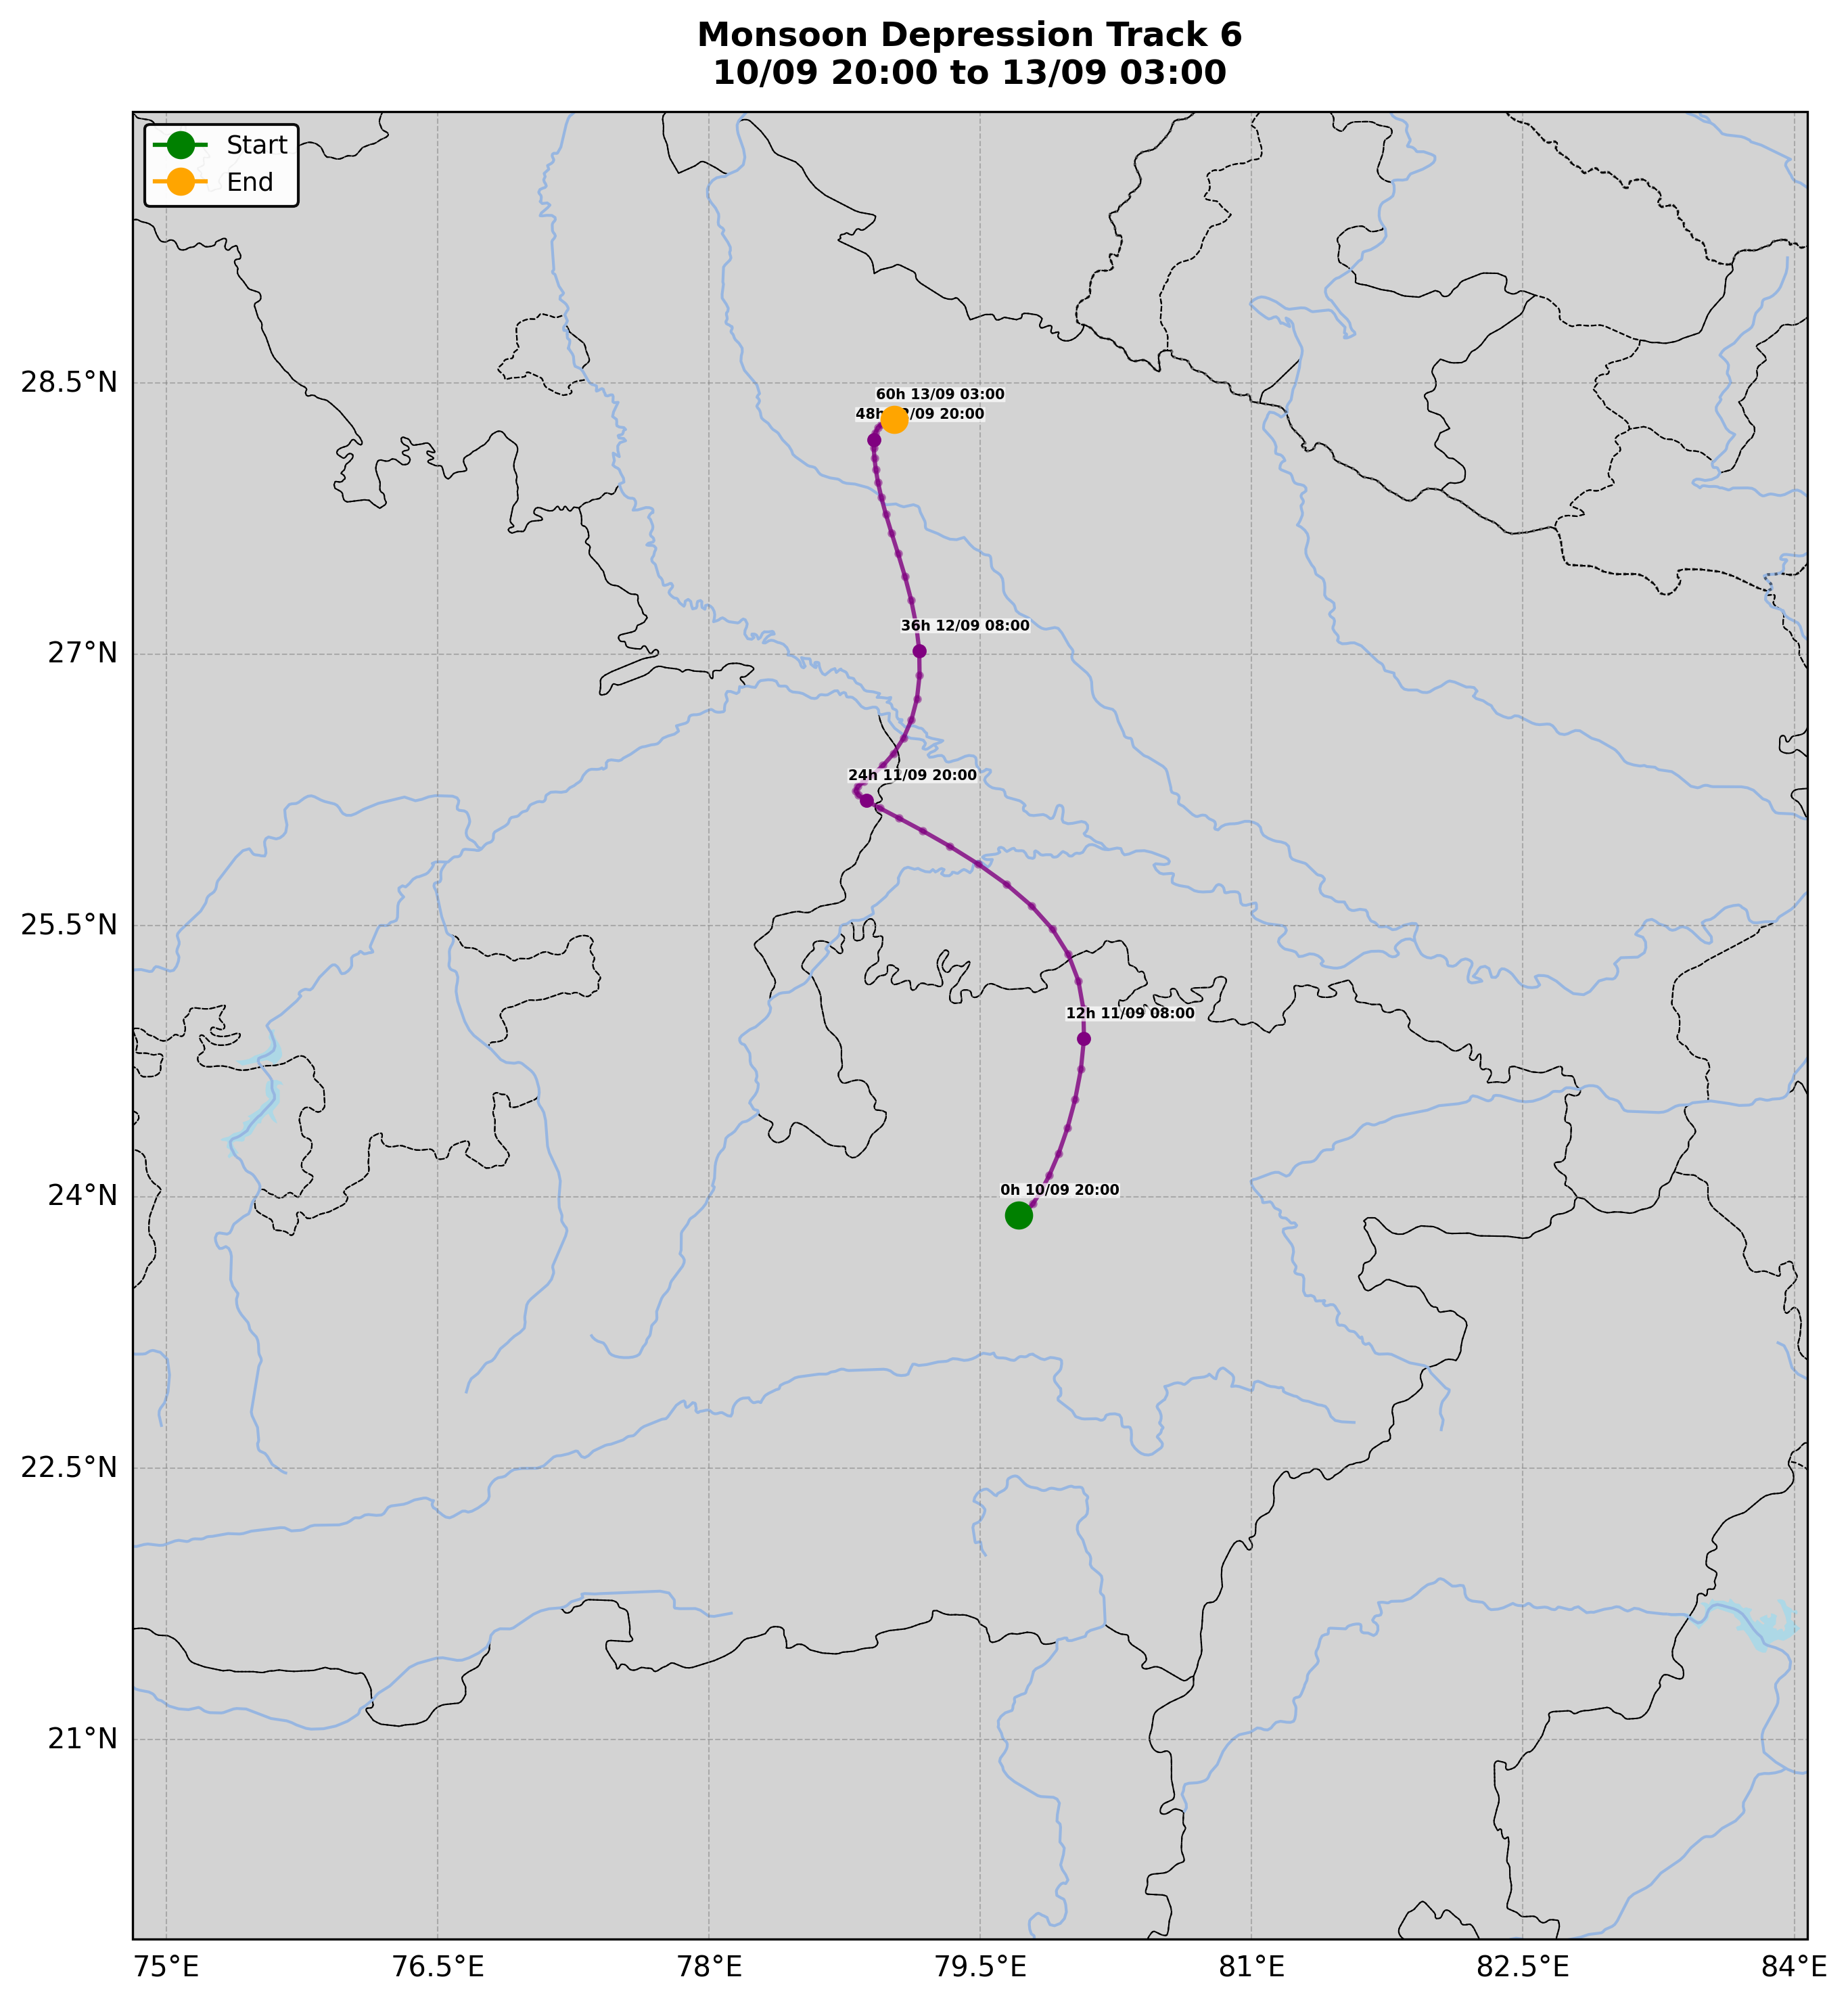 Monsoon Depression Track 6
10/09 20:00 to 13/09 03:00
Start
End
60h 13/09 03:00
48h 12/09 20:00
36h 12/09 08:00
24h 11/09 20:00
12h 11/09 08:00
0h 10/09 20:00
28.5°N
27°N
25.5°N
24°N
22.5°N
21°N
75°E
76.5°E
78°E
79.5°E
81°E
82.5°E
84°E